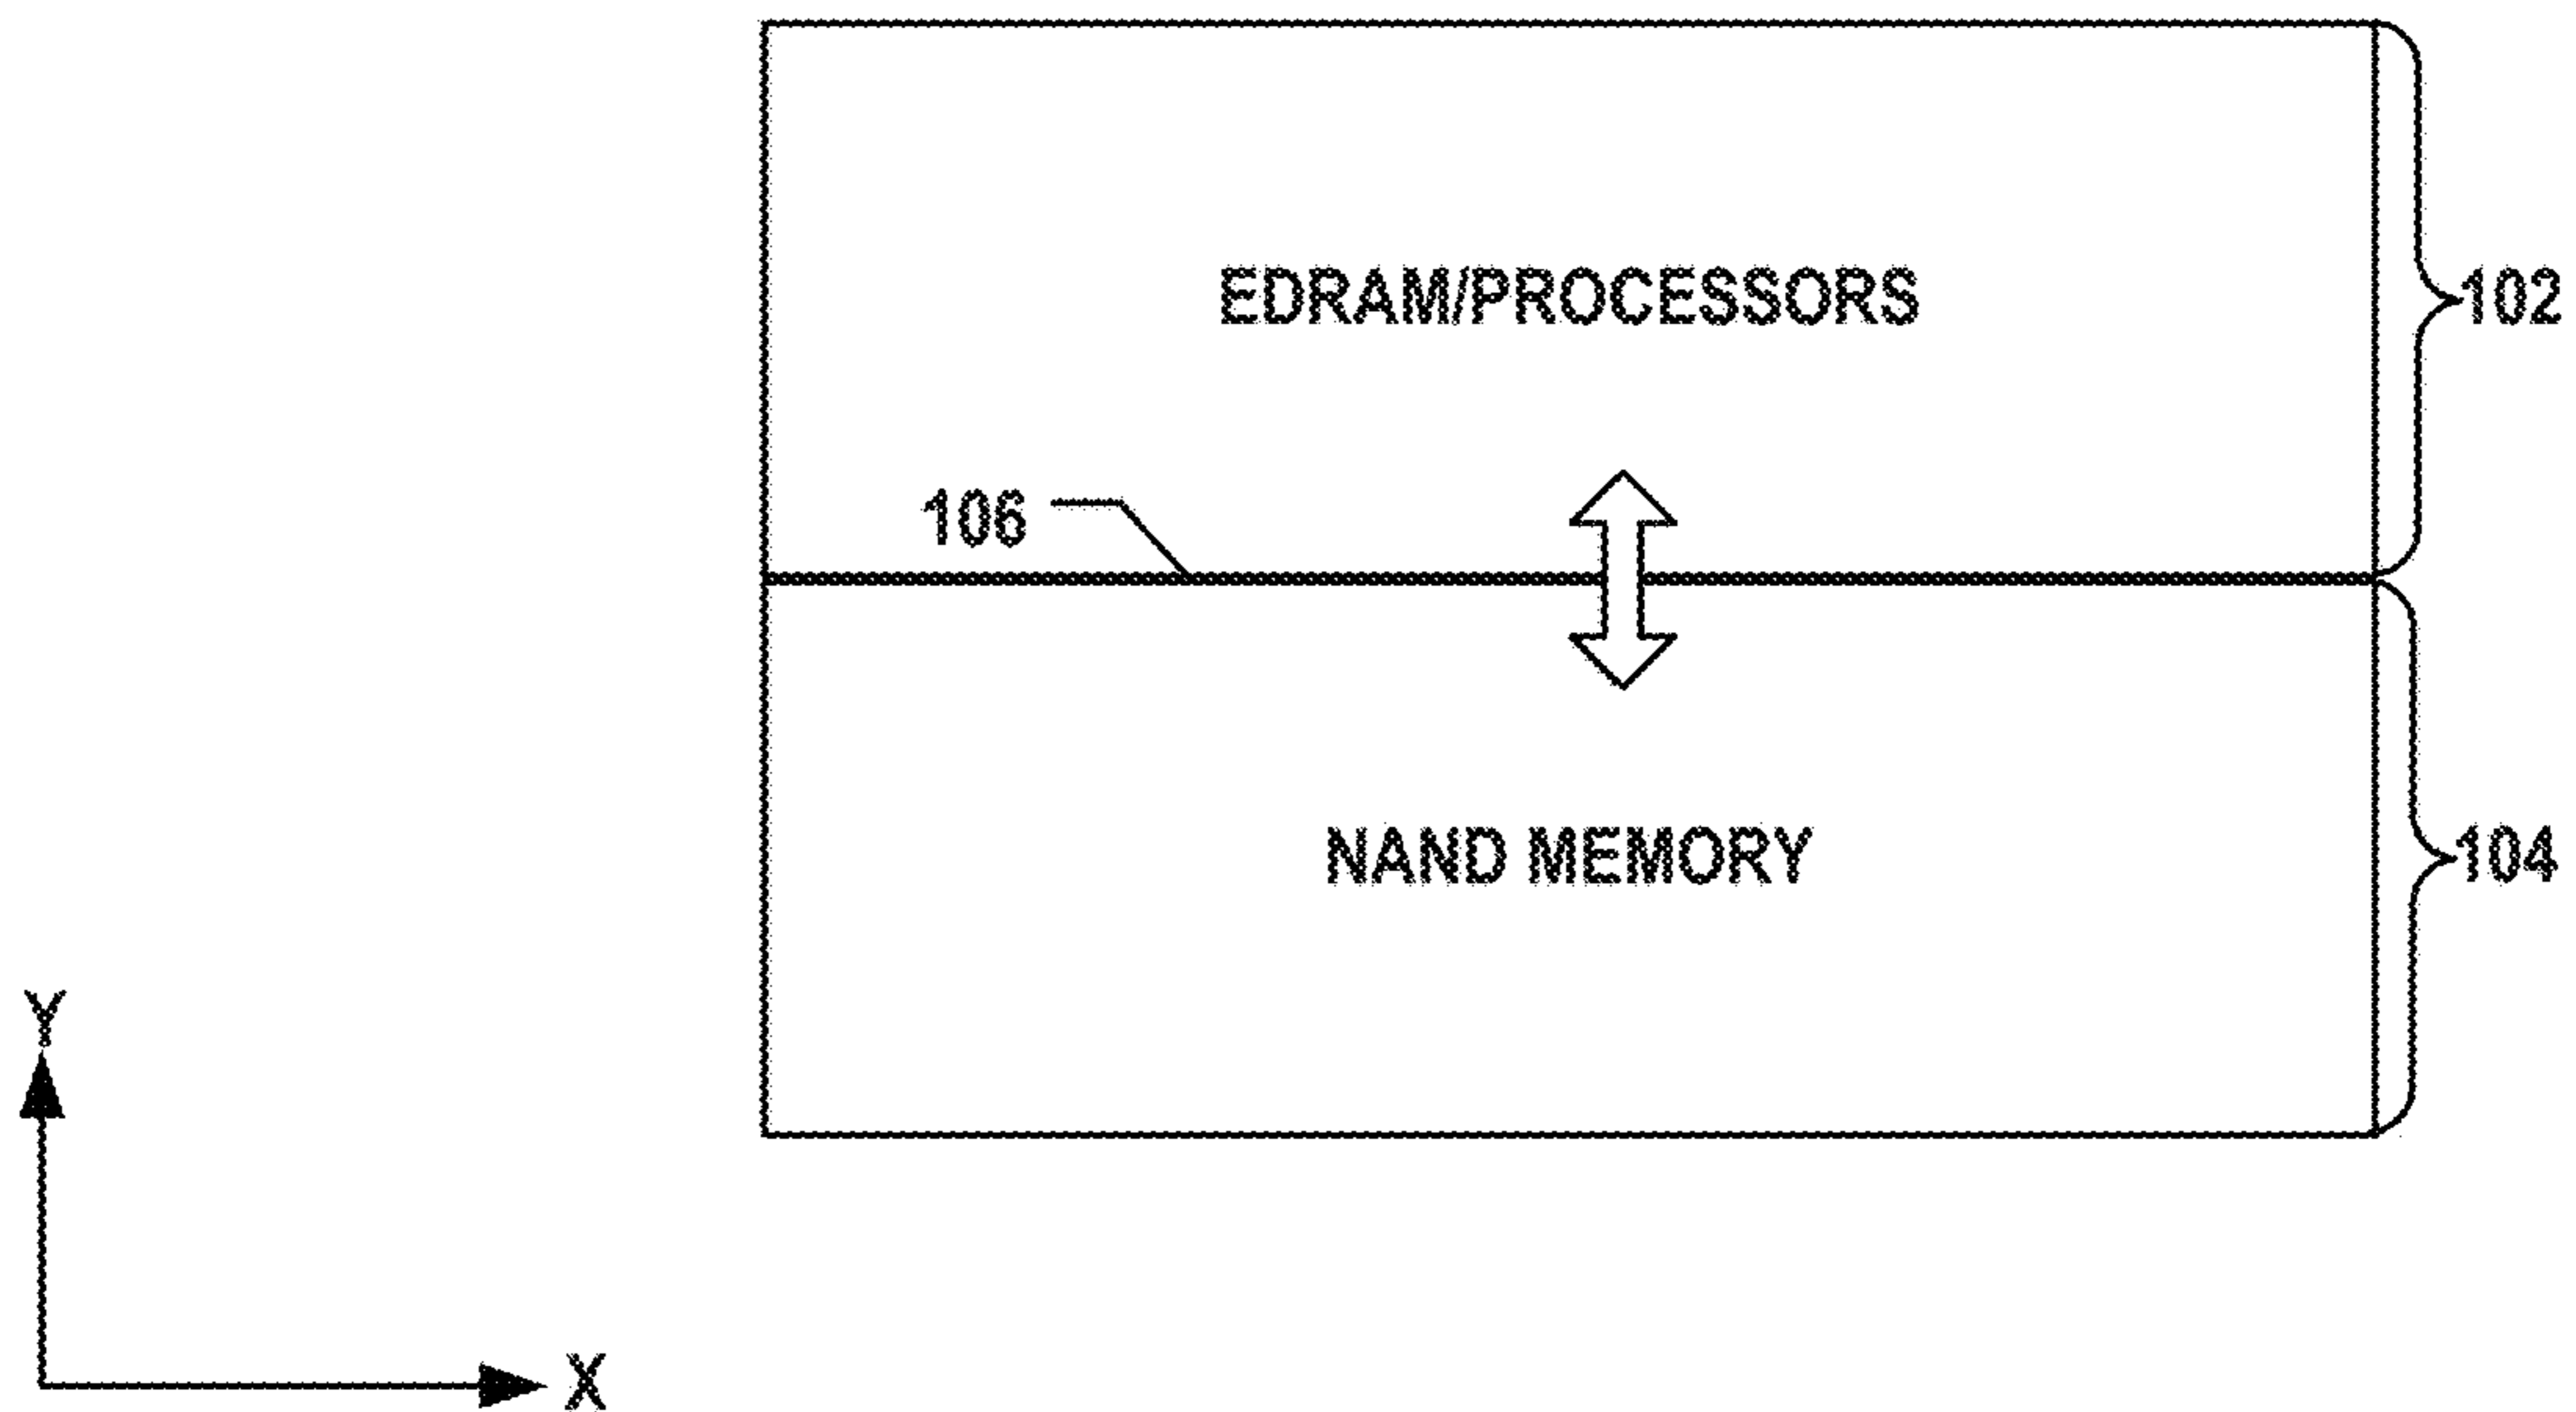 EDRAM/PROCESSORS
102
106
NAND MEMORY
104
Y
X